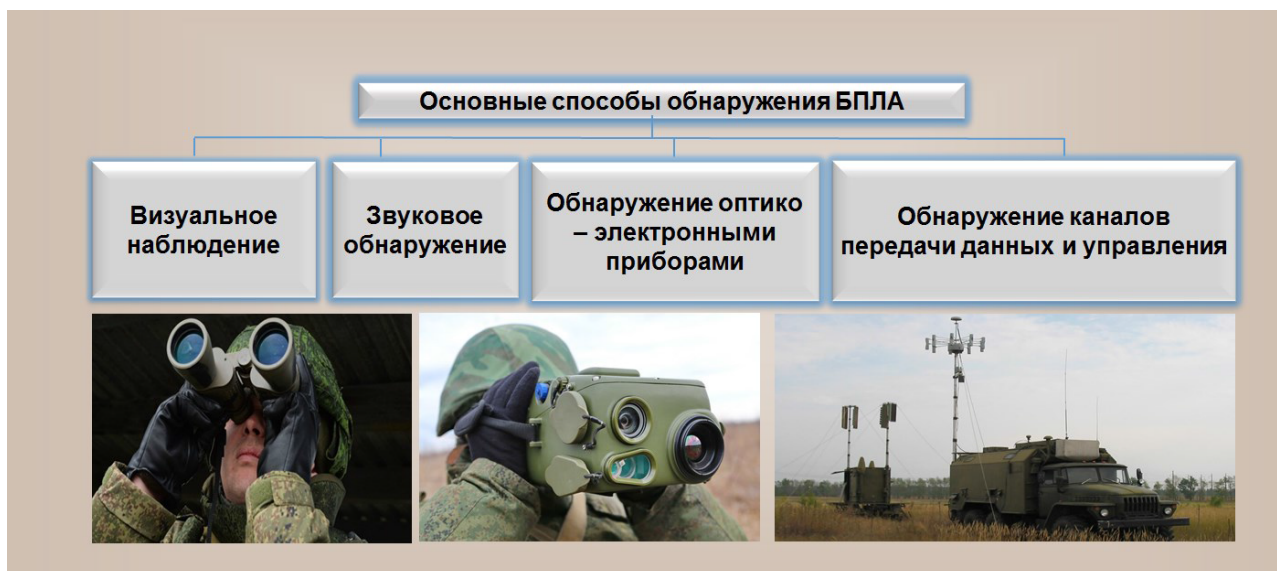 Основные способы обнаружения БПЛА
Визуальное
наблюдение
Звуковое
обнаружение
Обнаружение оптико
– электронными
приборами
Обнаружение каналов
передачи данных и управления